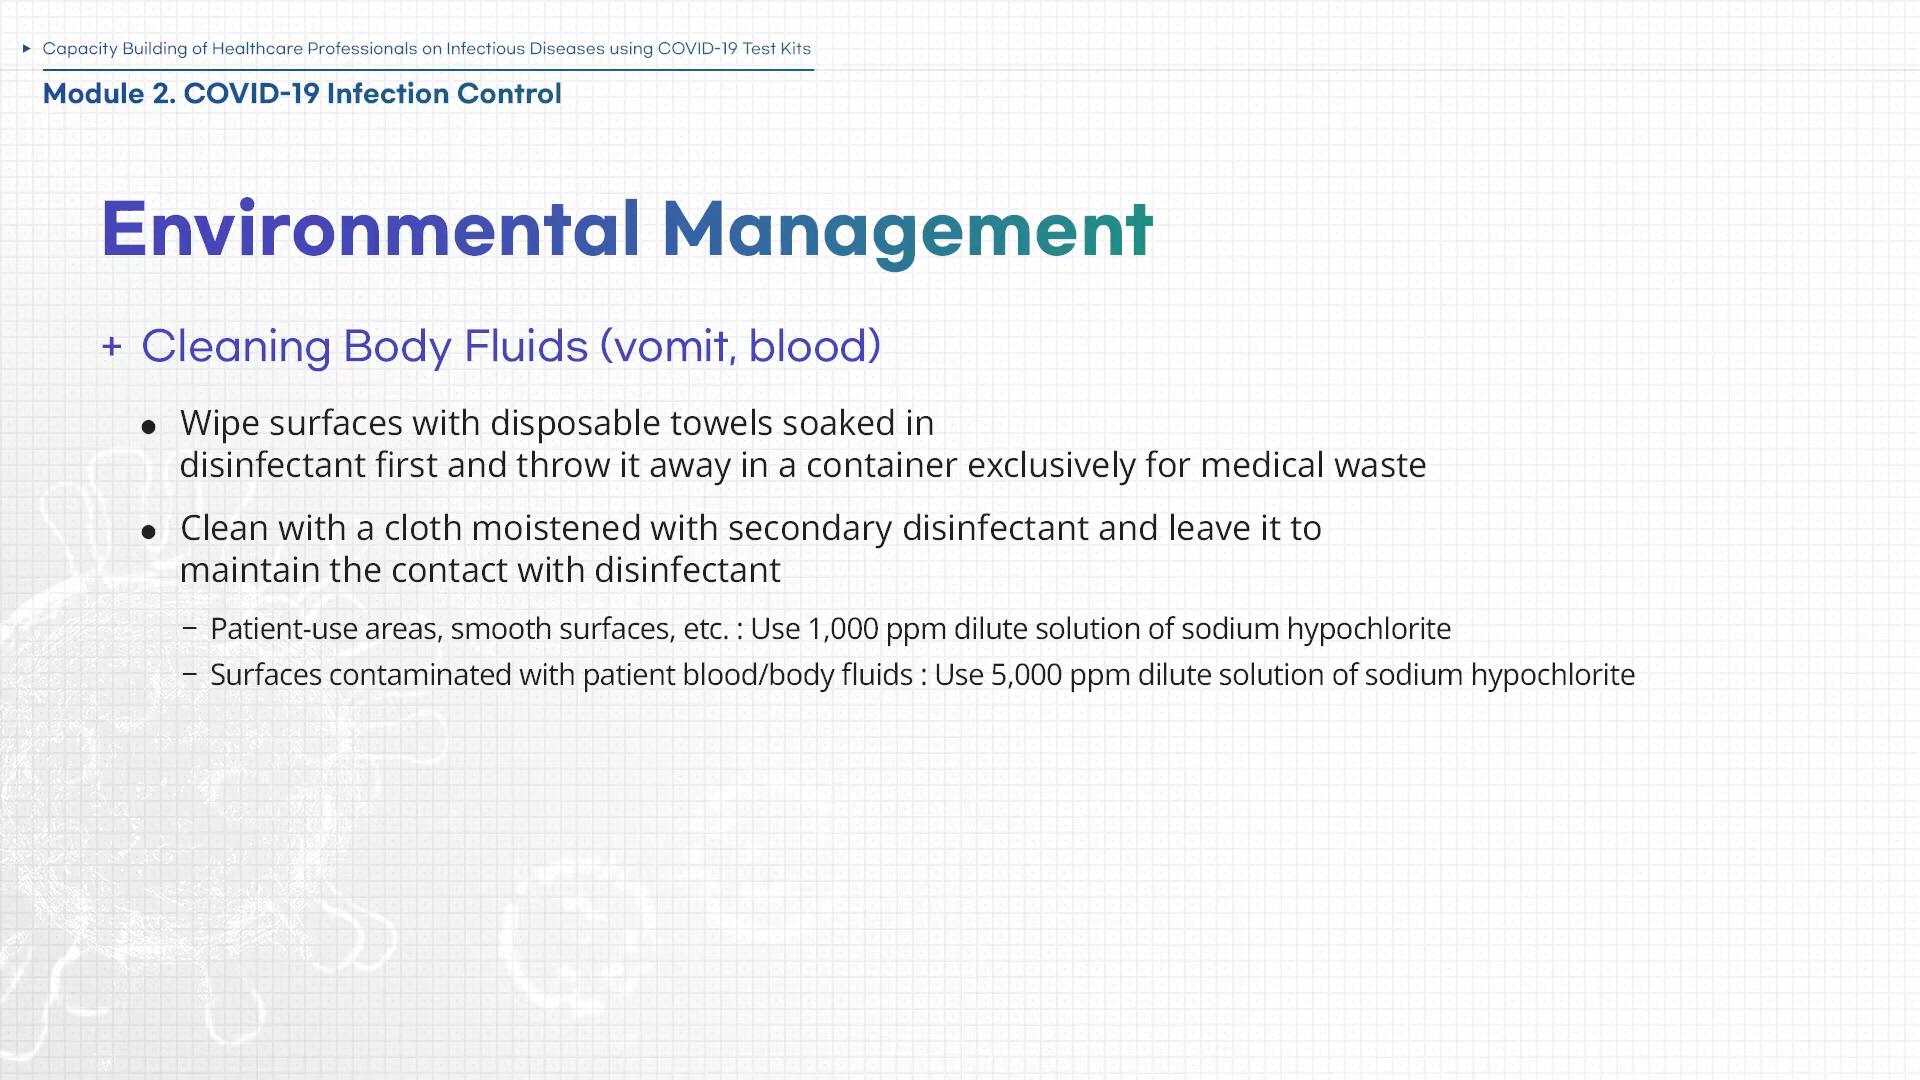 ▶ Capacity Building of Healthcare Professionals on Infectious Diseases using COVID-19 Test Kits
Module 2. COVID-19 Infection Control
Environmental Management
+ Cleaning Body Fluids (vomit, blood)
● Wipe surfaces with disposable towels soaked in
disinfectant first and throw it away in a container exclusively for medical waste
● Clean with a cloth moistened with secondary disinfectant and leave it to
maintain the contact with disinfectant
– Patient-use areas, smooth surfaces, etc. : Use 1,000 ppm dilute solution of sodium hypochlorite
– Surfaces contaminated with patient blood/body fluids : Use 5,000 ppm dilute solution of sodium hypochlorite